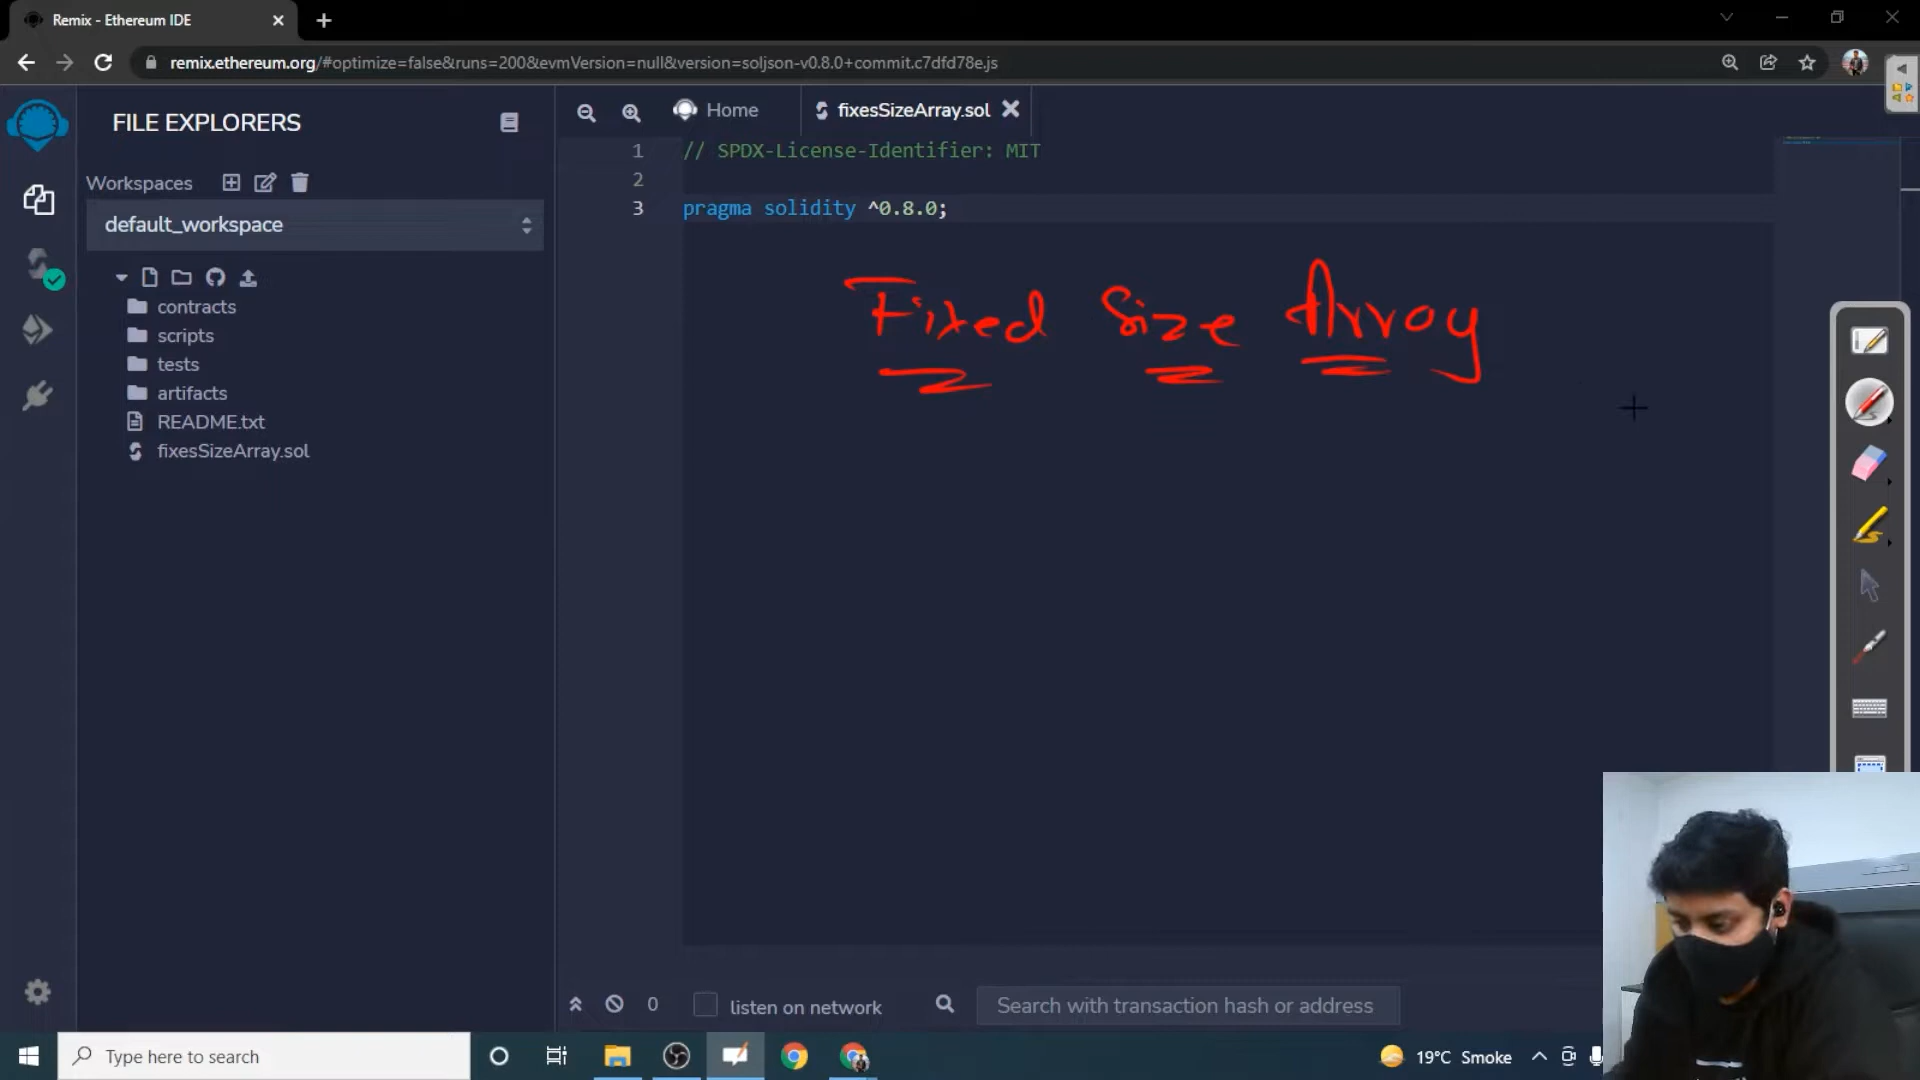 Remix - Ethereum IDE
remix.ethereum.org/#optimize=false&runs=200&evmVersion=null&version=soljson-v0.8.0+commit.c7dfd78e.js
FILE EXPLORERS
Home
fixesSizeArray.sol
Workspaces
default_workspace
contracts
scripts
tests
artifacts
README.txt
fixesSizeArray.sol
1 // SPDX-License-Identifier: MIT
2
3 pragma solidity ^0.8.0;
Fixed Size Array
0
listen on network
Search with transaction hash or address
Type here to search
19°C Smoke